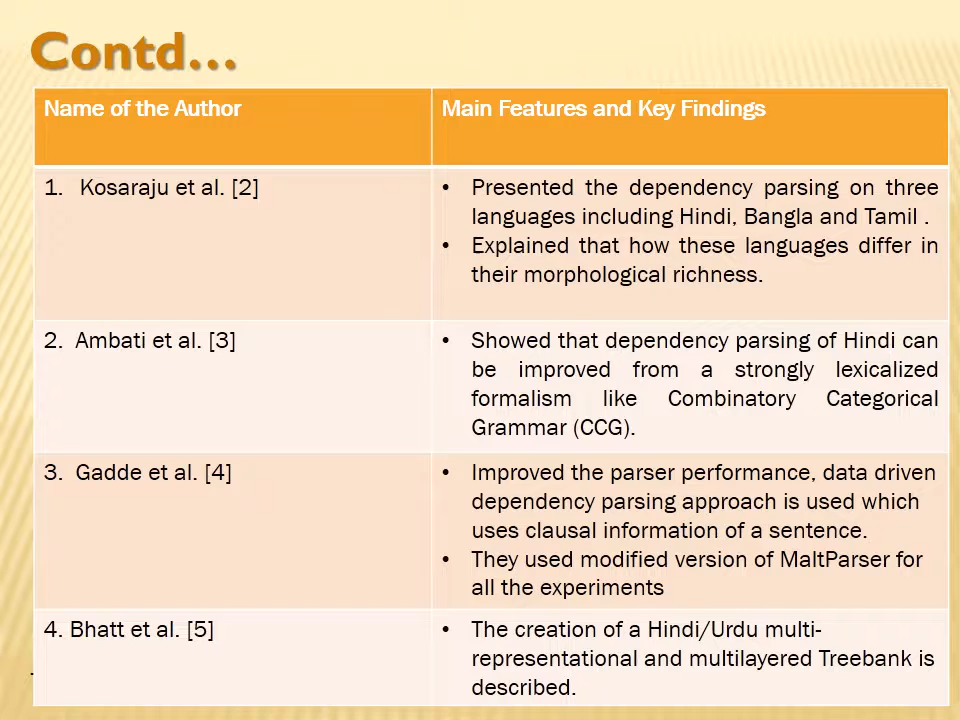 Contd...
Name of the Author
Main Features and Key Findings
1. Kosaraju et al. [2]
• Presented the dependency parsing on three
languages including Hindi, Bangla and Tamil .
• Explained that how these languages differ in
their morphological richness.
2. Ambati et al. [3]
• Showed that dependency parsing of Hindi can
be improved from a strongly lexicalized
formalism like Combinatory Categorical
Grammar (CCG).
3. Gadde et al. [4]
• Improved the parser performance, data driven
dependency parsing approach is used which
uses clausal information of a sentence.
• They used modified version of MaltParser for
all the experiments
4. Bhatt et al. [5]
• The creation of a Hindi/Urdu multi-
representational and multilayered Treebank is
described.